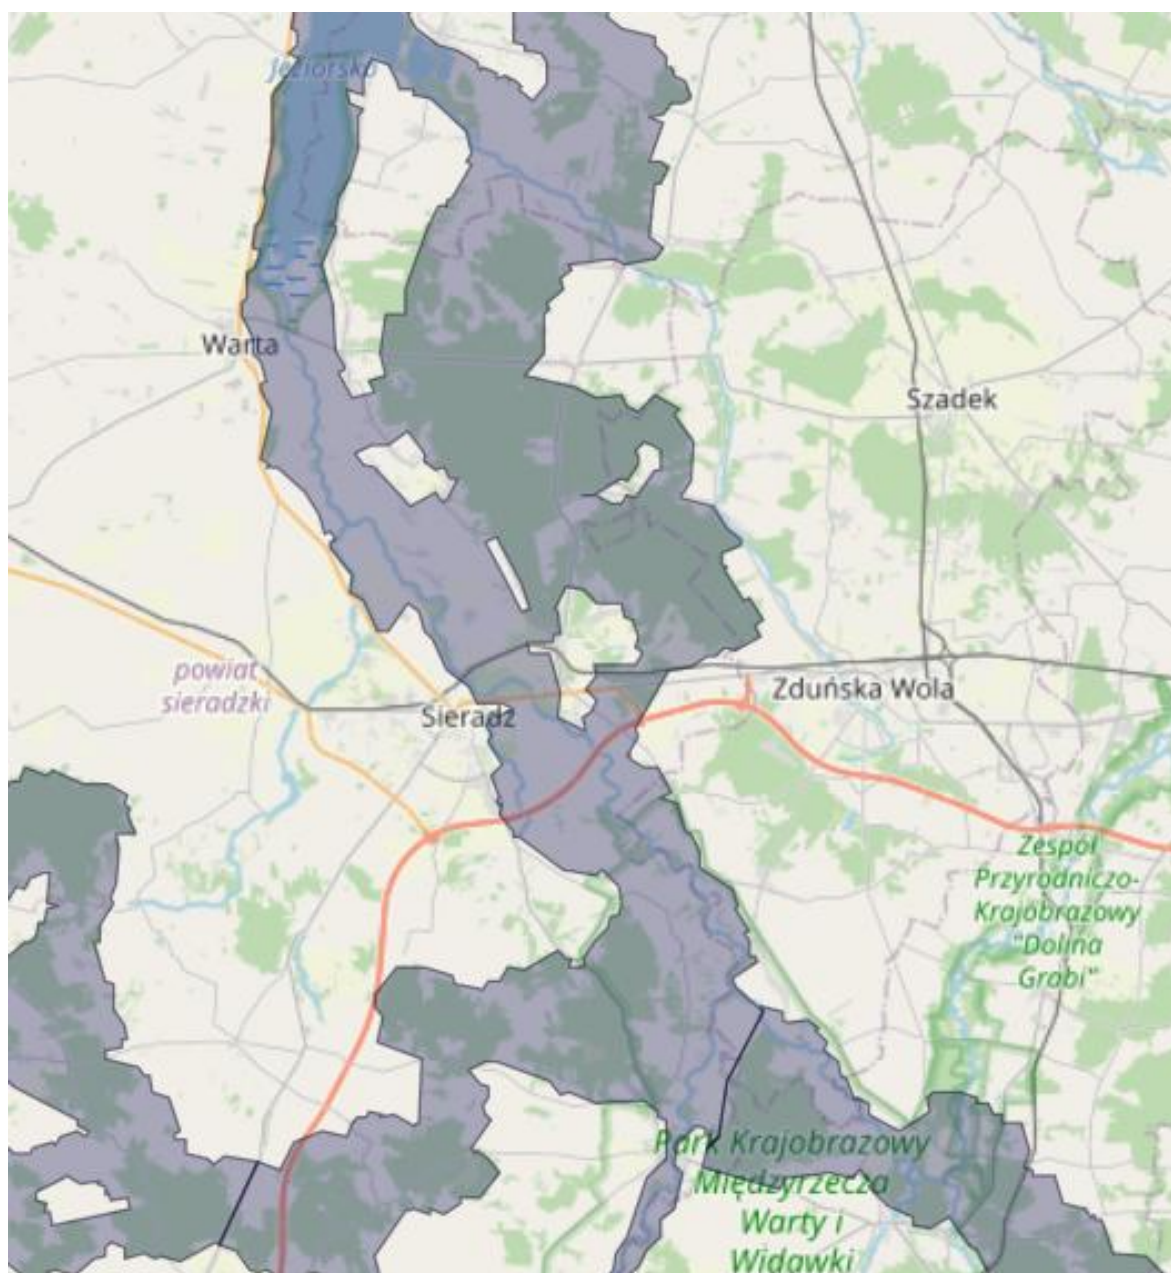 Jeziorsko
Warta
Szadek
powiat
sieradzki
Sieradz
Zduńska Wola
Zespół
Przyrodniczo-
Krajobrazowy
"Dolina
Grabi"
Park Krajobrazowy
Międzyrzecza
Warty i
Widawki